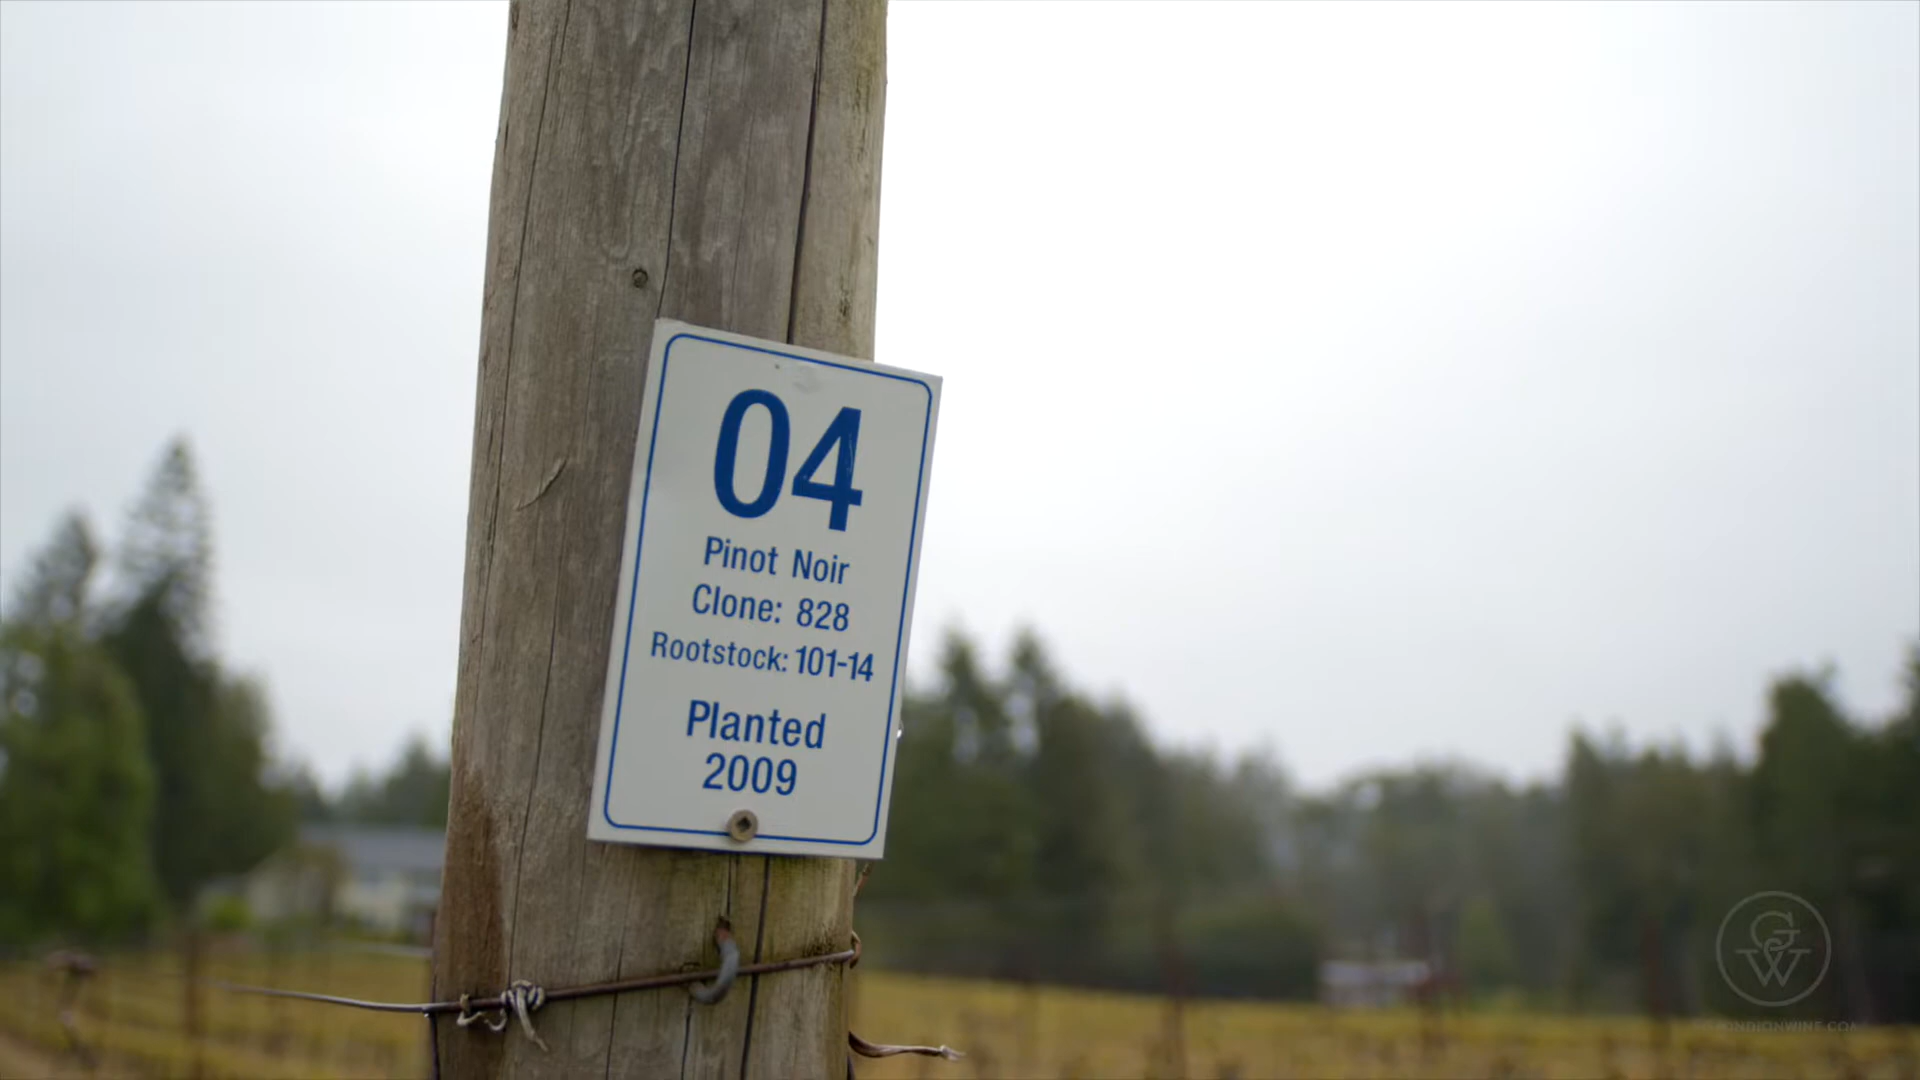 04
Pinot Noir
Clone: 828
Rootstock: 101-14
Planted
2009